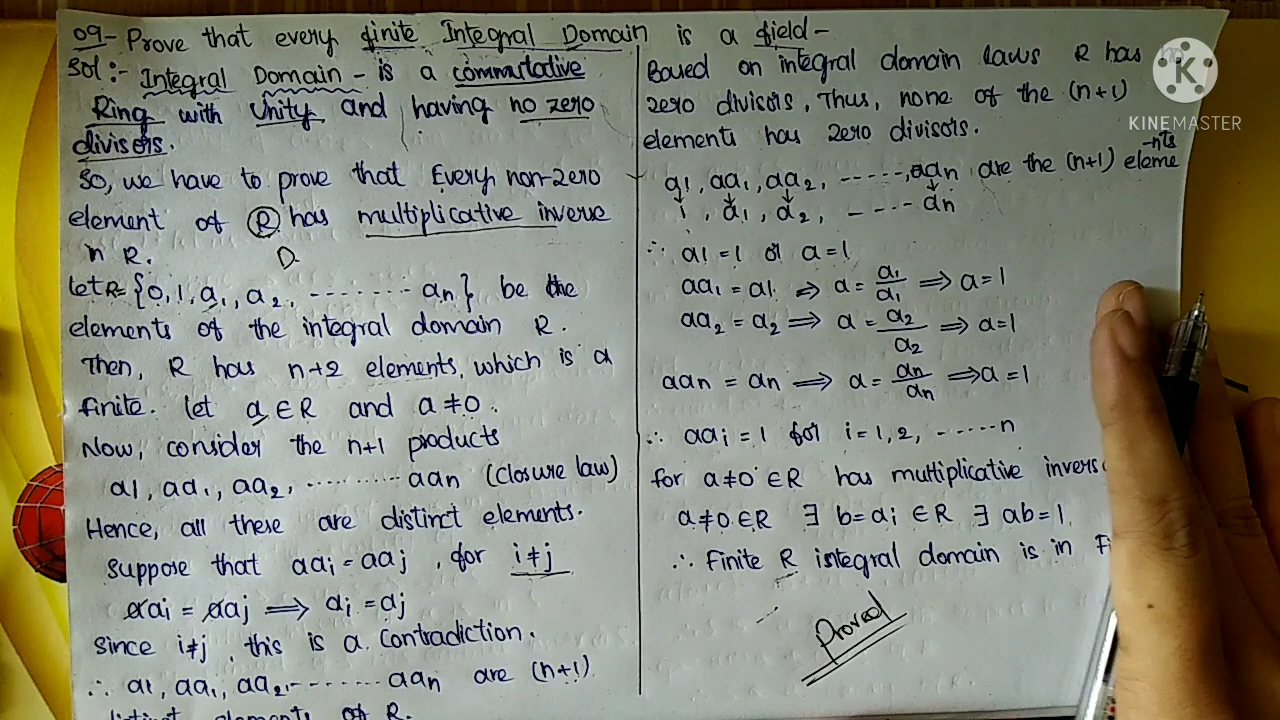 09- Prove that every finite Integral Domain is a field-
Sol:- Integral Domain - is a commutative
Ring with Unity and having no zero
divisors.
So, we have to prove that Every non-zero
element of R has multiplicative inverse
in R. D
Let R = {0, 1, a₁, a₂, -------- aₙ} be the
elements of the integral domain R.
Then, R has n+2 elements, which is a
finite. Let a ∈ R and a ≠ 0.
Now, consider the n+1 products
a1, aa₁, aa₂, ---------- aaₙ (Closure law)
Hence, all these are distinct elements.
Suppose that aaᵢ = aaⱼ, for i ≠ j
aaᵢ = aaⱼ ⟹ aᵢ = aⱼ
Since i≠j, this is a contradiction.
∴ a1, aa₁, aa₂, -------- aaₙ are (n+1)
distinct elements of R.
Based on integral domain laws R has
zero divisors, Thus, none of the (n+1)
elements has zero divisors.
a1, aa₁, aa₂, ------, aaₙ are the (n+1) eleme
-nts
↓ ↓ ↓ ↓
1, a₁, a₂, ---- aₙ
∴ a1 = 1 or a = 1
aa₁ = a1 ⟹ a = a₁/a₁ ⟹ a = 1
aa₂ = a₂ ⟹ a = a₂/a₂ ⟹ a = 1
aaₙ = aₙ ⟹ a = aₙ/aₙ ⟹ a = 1
∴ aaᵢ = 1 for i = 1, 2, ------ n
for a ≠ 0 ∈ R has multiplicative invers
a ≠ 0 ∈ R ∃ b = aᵢ ∈ R ∃ ab = 1
∴ Finite R integral domain is in
Proved
K
KINEMASTER